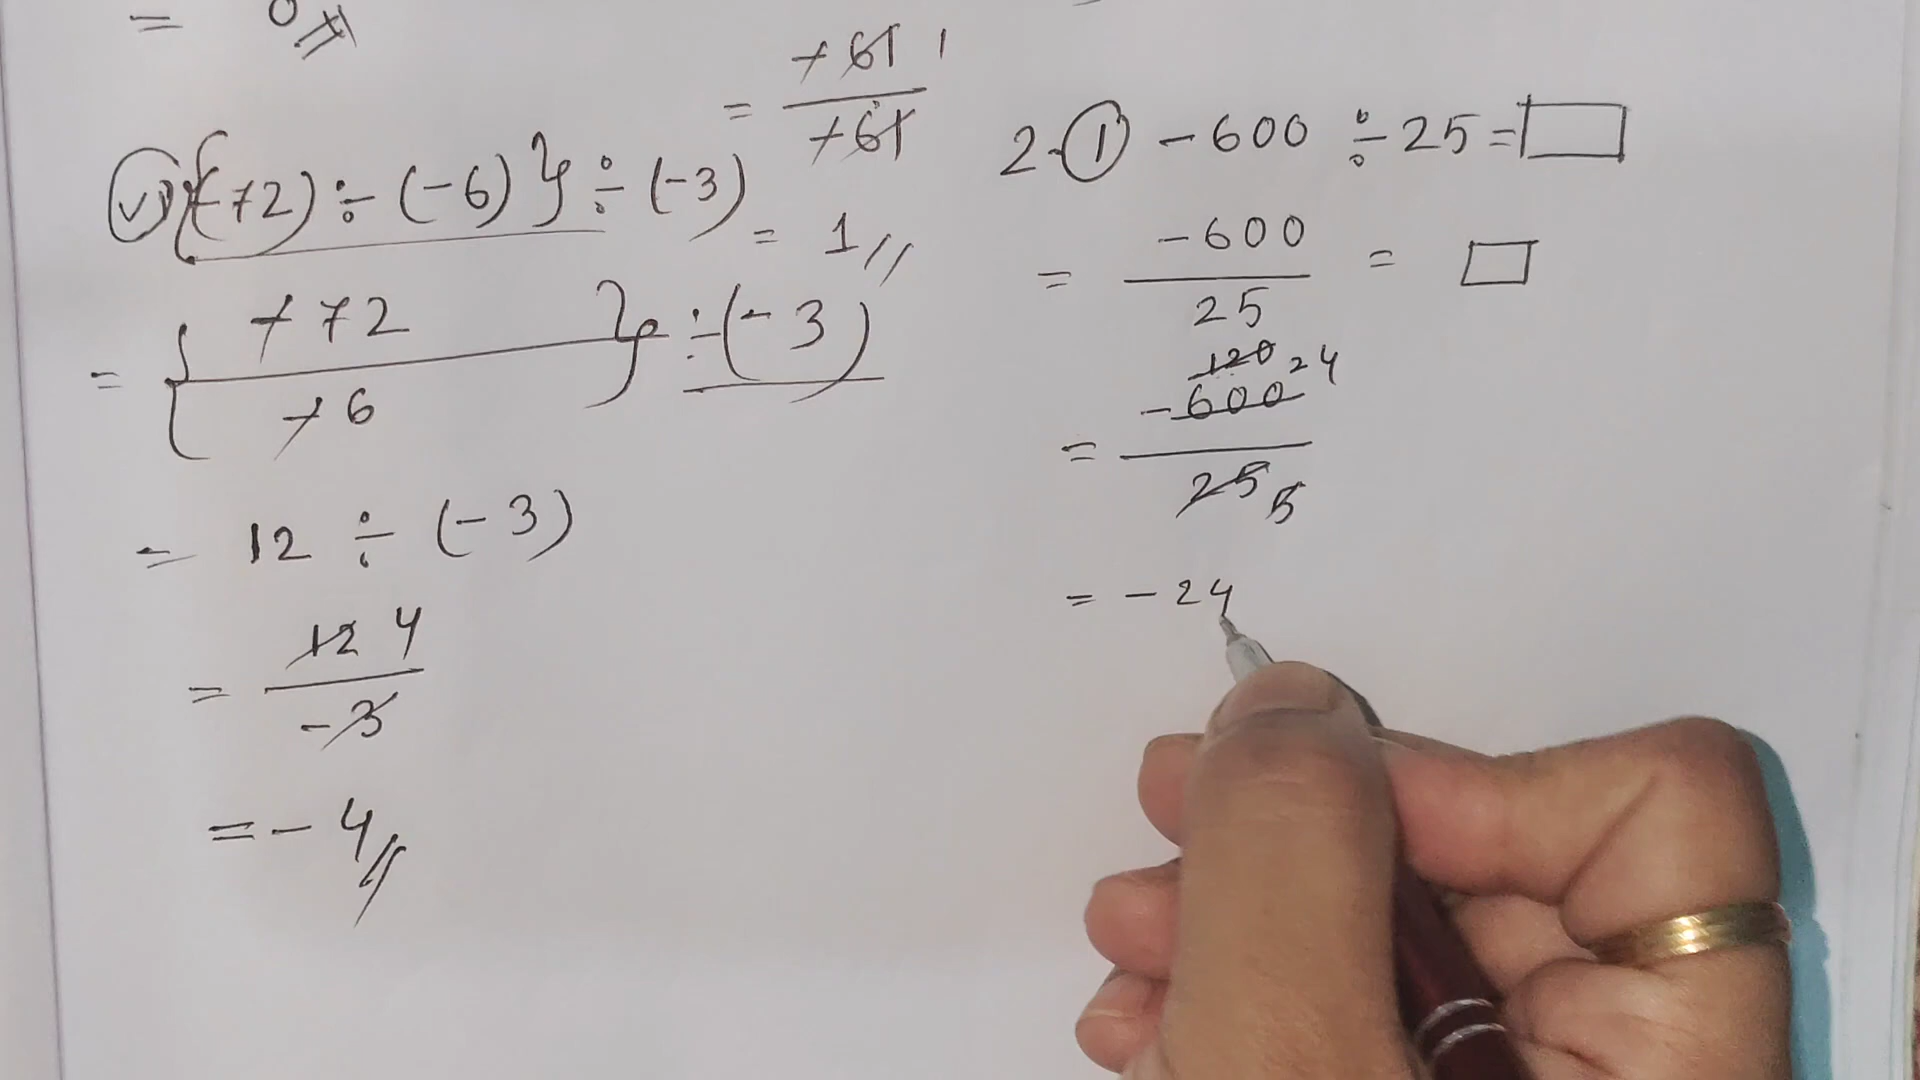 = 0
= +61 1
+61
= 1 //
(vi) {(-72) ÷ (-6)} ÷ (-3)
= { +72 } ÷ (-3)
+6
= 12 ÷ (-3)
= 12 4
-3
= -4 //
2. (1) -600 ÷ 25 = □
= -600 = □
25
120 24
= -600
25 5
= -24